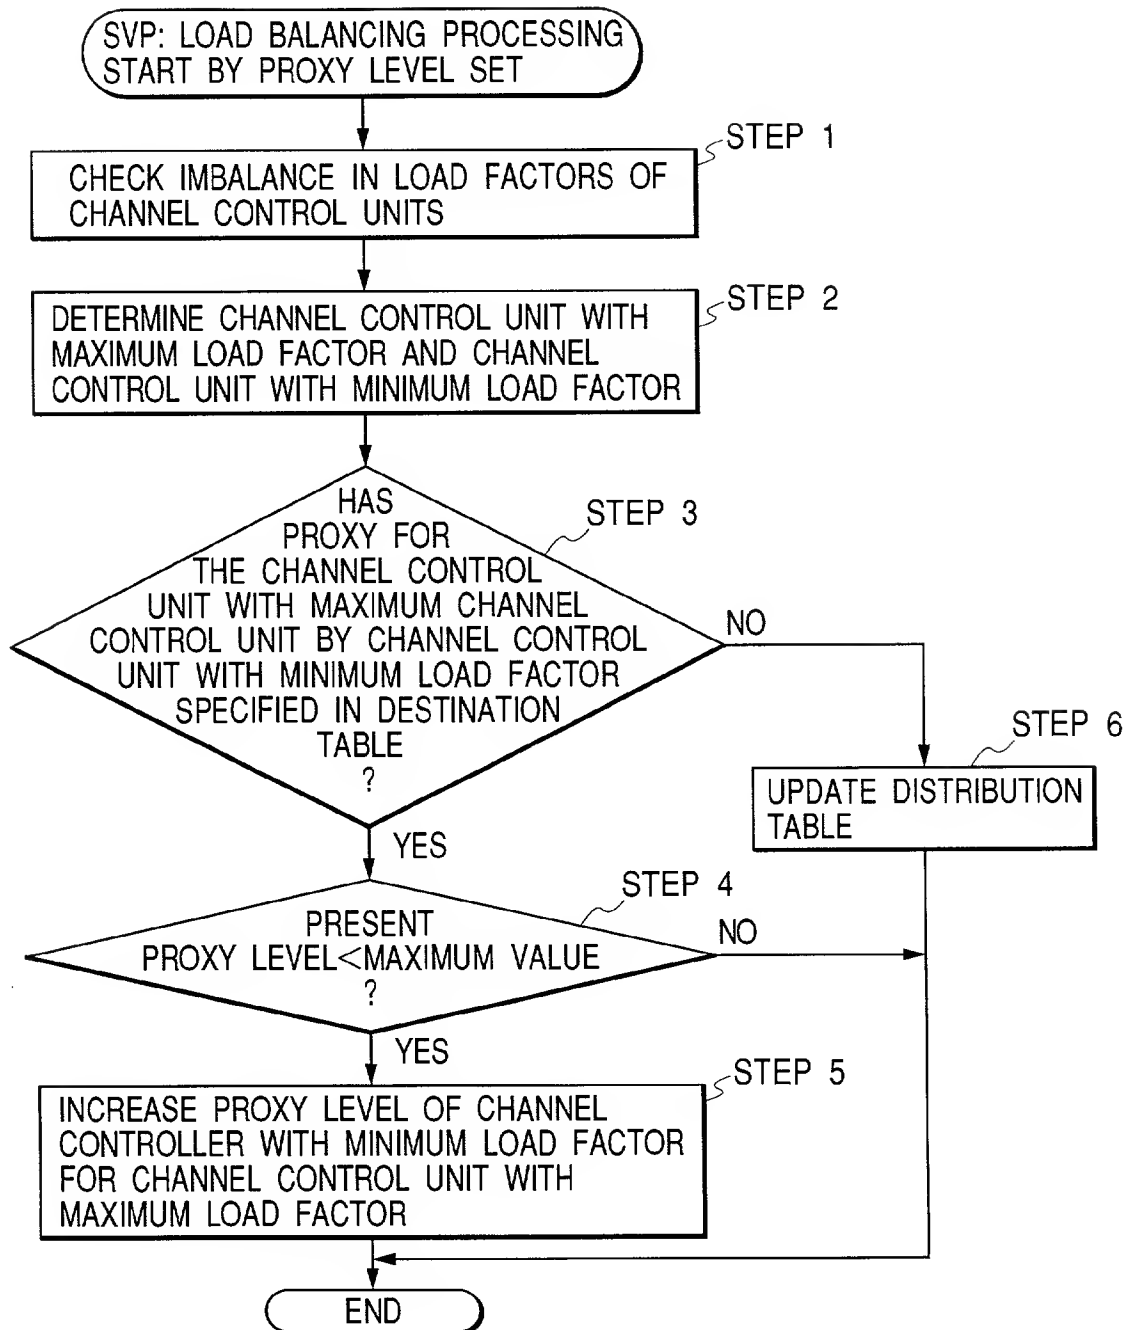 SVP: LOAD BALANCING PROCESSING
START BY PROXY LEVEL SET
STEP 1
CHECK IMBALANCE IN LOAD FACTORS OF
CHANNEL CONTROL UNITS
STEP 2
DETERMINE CHANNEL CONTROL UNIT WITH
MAXIMUM LOAD FACTOR AND CHANNEL
CONTROL UNIT WITH MINIMUM LOAD FACTOR
STEP 3
HAS
PROXY FOR
THE CHANNEL CONTROL
UNIT WITH MAXIMUM CHANNEL
CONTROL UNIT BY CHANNEL CONTROL
UNIT WITH MINIMUM LOAD FACTOR
SPECIFIED IN DESTINATION
TABLE
?
NO
YES
STEP 6
UPDATE DISTRIBUTION
TABLE
STEP 4
PRESENT
PROXY LEVEL<MAXIMUM VALUE
?
NO
YES
STEP 5
INCREASE PROXY LEVEL OF CHANNEL
CONTROLLER WITH MINIMUM LOAD FACTOR
FOR CHANNEL CONTROL UNIT WITH
MAXIMUM LOAD FACTOR
END